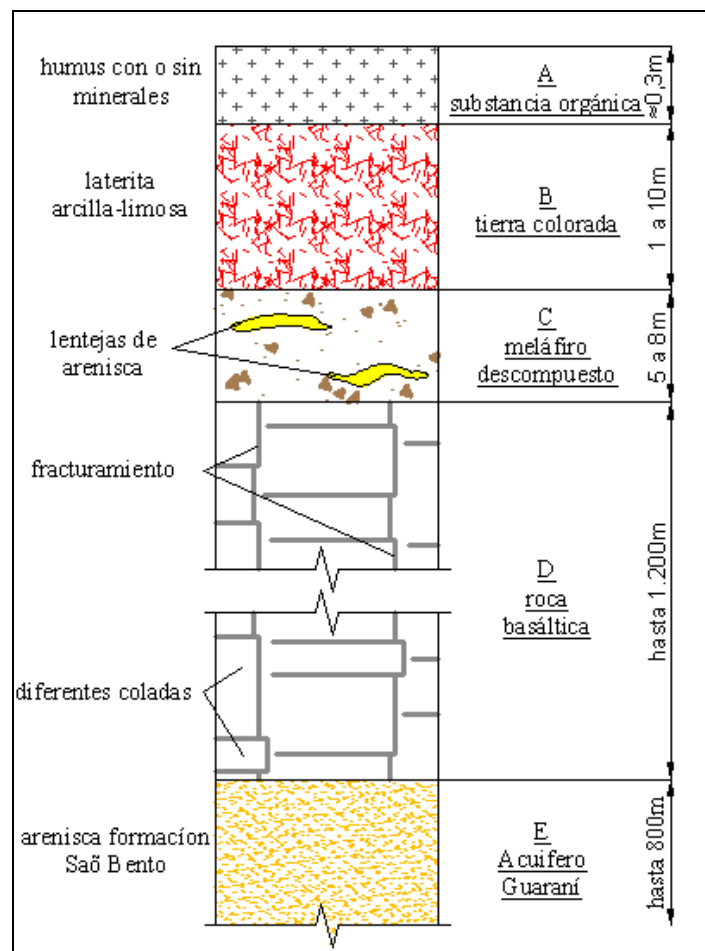 humus con o sin
minerales
A
substancia orgánica
≈0,3m
laterita
arcilla-limosa
B
tierra colorada
1 a 10m
lentejas de
arenisca
C
meláfiro
descompuesto
5 a 8m
fracturamiento
D
roca
basáltica
hasta 1.200m
diferentes coladas
arenisca formacíon
Saõ Bento
E
Acuifero
Guaraní
hasta 800m